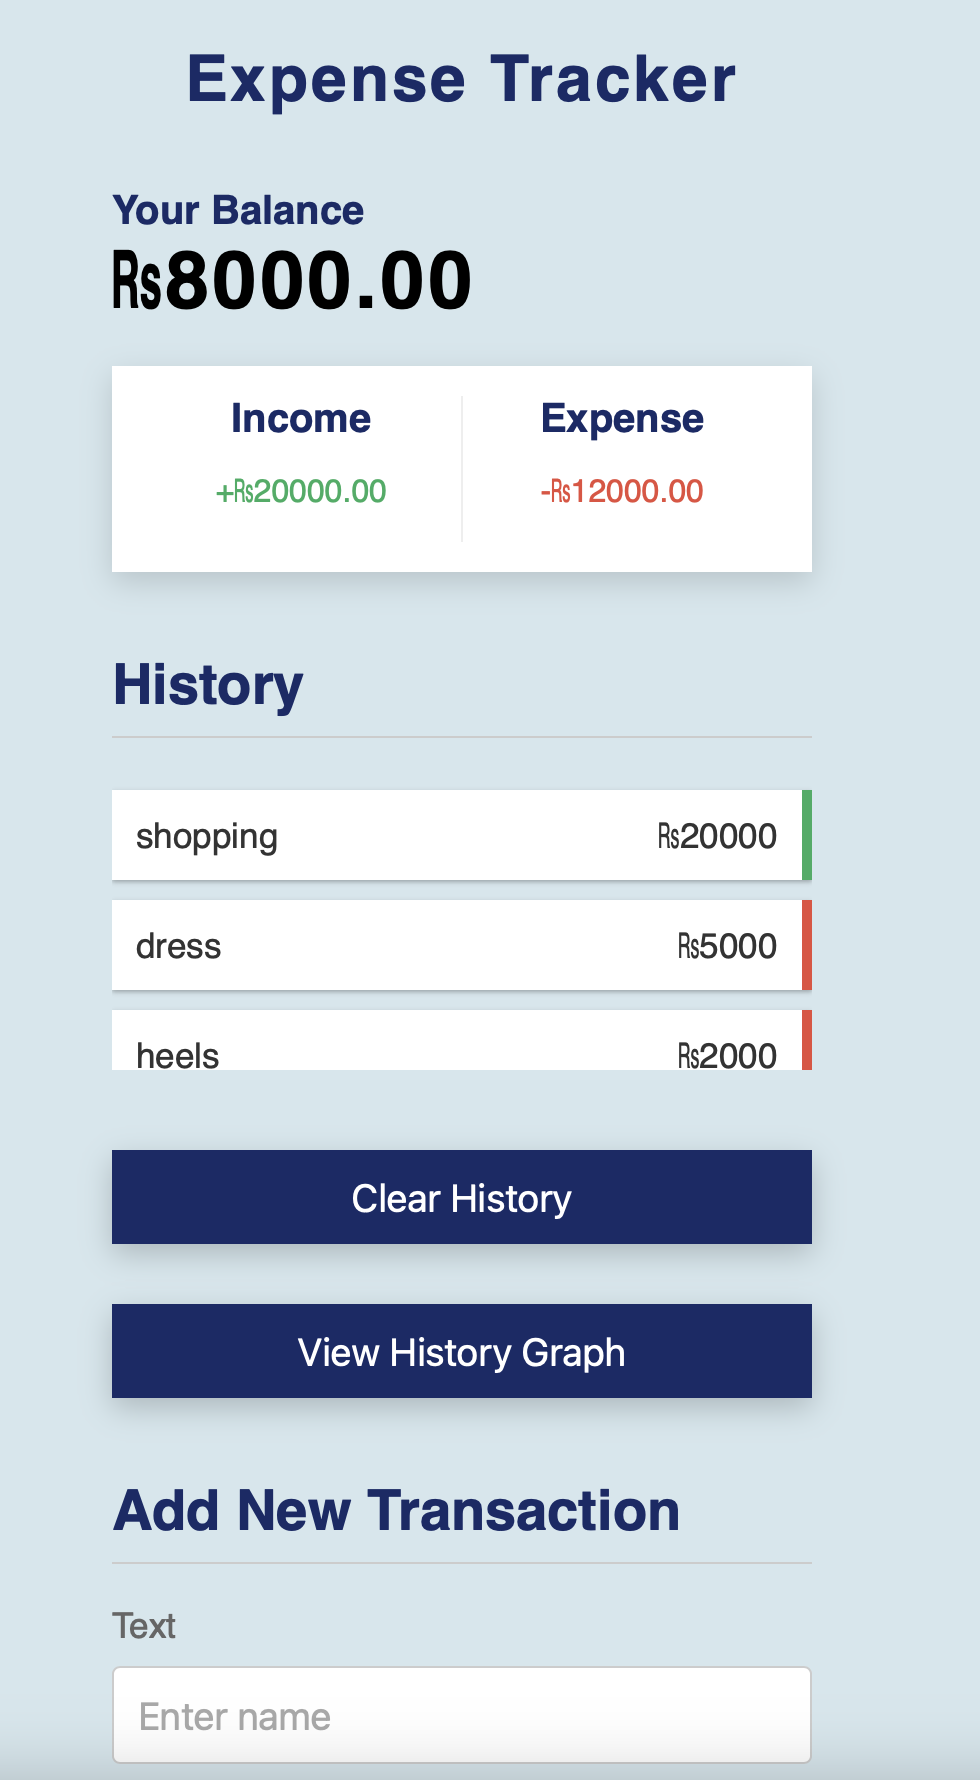 Expense Tracker
Your Balance
₨8000.00
Income Expense
+₨20000.00 -₨12000.00
History
shopping ₨20000
dress ₨5000
heels ₨2000
Clear History
View History Graph
Add New Transaction
Text
Enter name